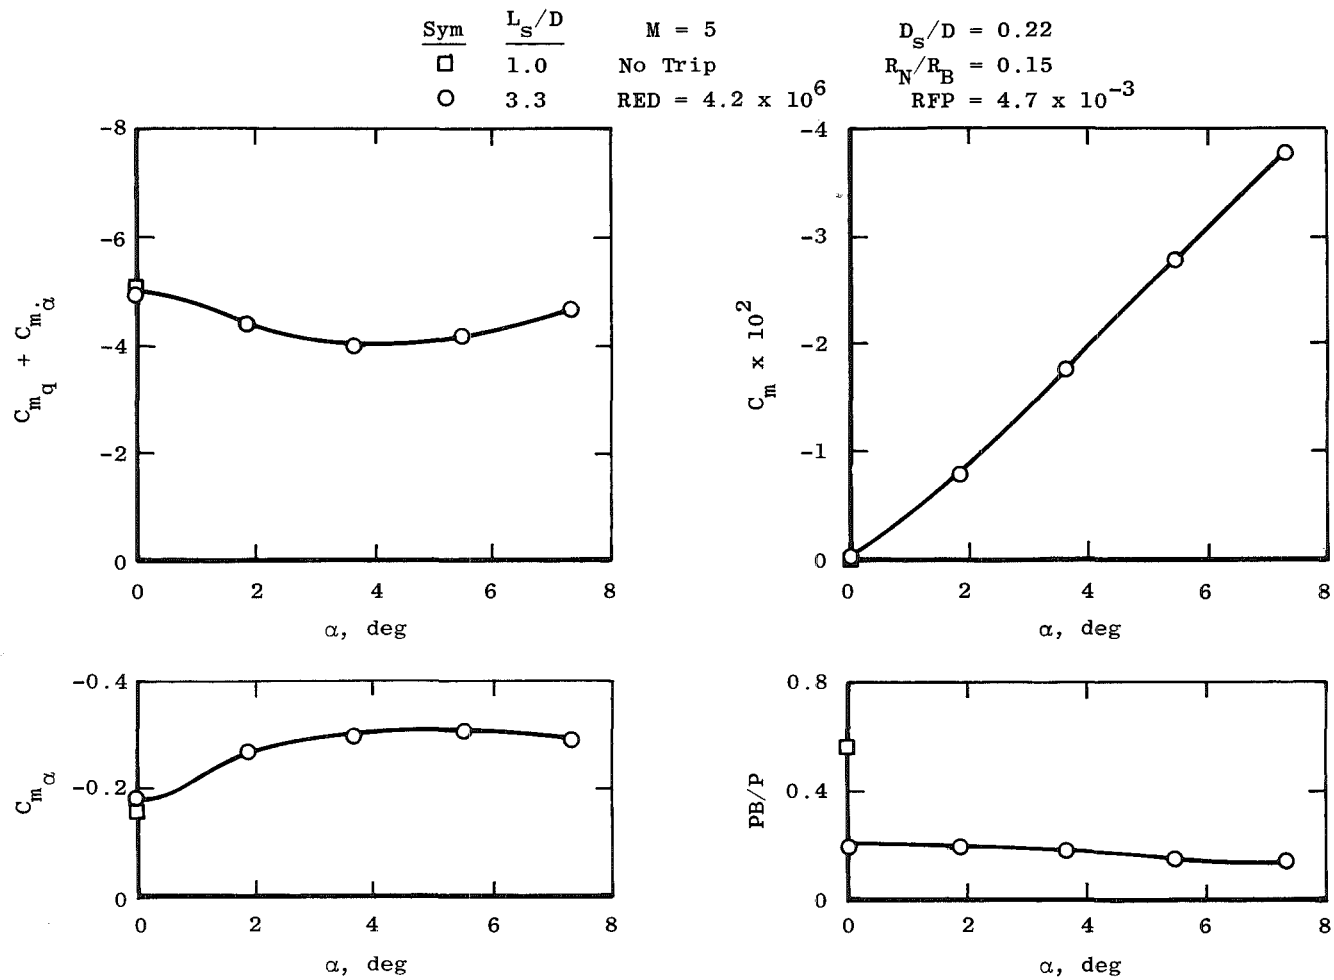 Sym L_s/D M = 5 D_s/D = 0.22
□ 1.0 No Trip R_N/R_B = 0.15
○ 3.3 RED = 4.2 x 10^6 RFP = 4.7 x 10^-3
-8
-6
-4
-2
0
C_m_q + C_m_α̇
0 2 4 6 8
α, deg
-4
-3
-2
-1
0
C_m x 10^2
0 2 4 6 8
α, deg
-0.4
-0.2
0
C_m_α
0 2 4 6 8
α, deg
0.8
0.4
0
PB/P
0 2 4 6 8
α, deg